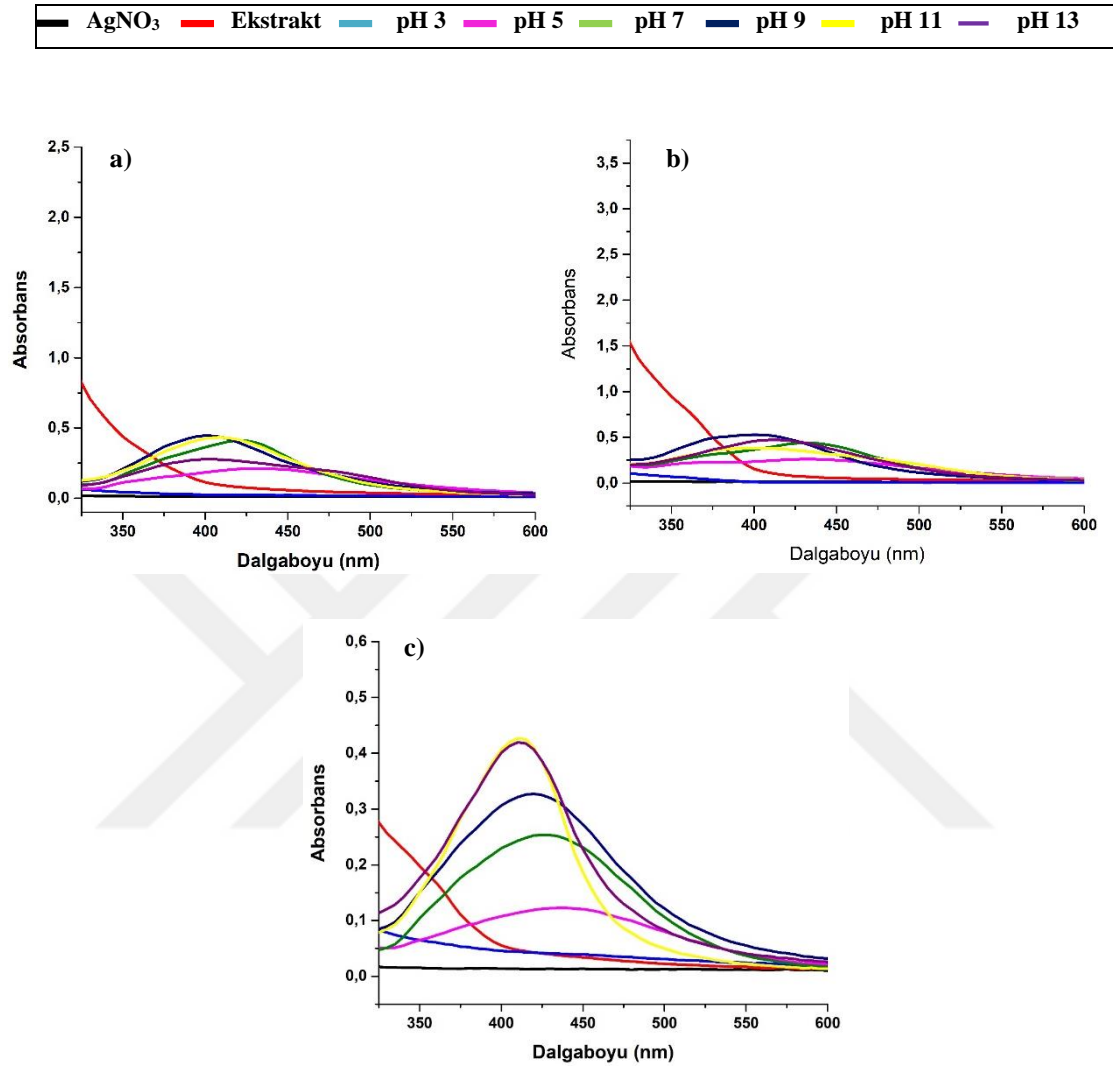 AgNO₃ Ekstrakt pH 3 pH 5 pH 7 pH 9 pH 11 pH 13
a)
2,5
2,0
1,5
1,0
0,5
0,0
Absorbans
350 400 450 500 550 600
Dalgaboyu (nm)
b)
3,5
3,0
2,5
2,0
1,5
1,0
0,5
0,0
Absorbans
350 400 450 500 550 600
Dalgaboyu (nm)
c)
0,6
0,5
0,4
0,3
0,2
0,1
0,0
Absorbans
350 400 450 500 550 600
Dalgaboyu (nm)